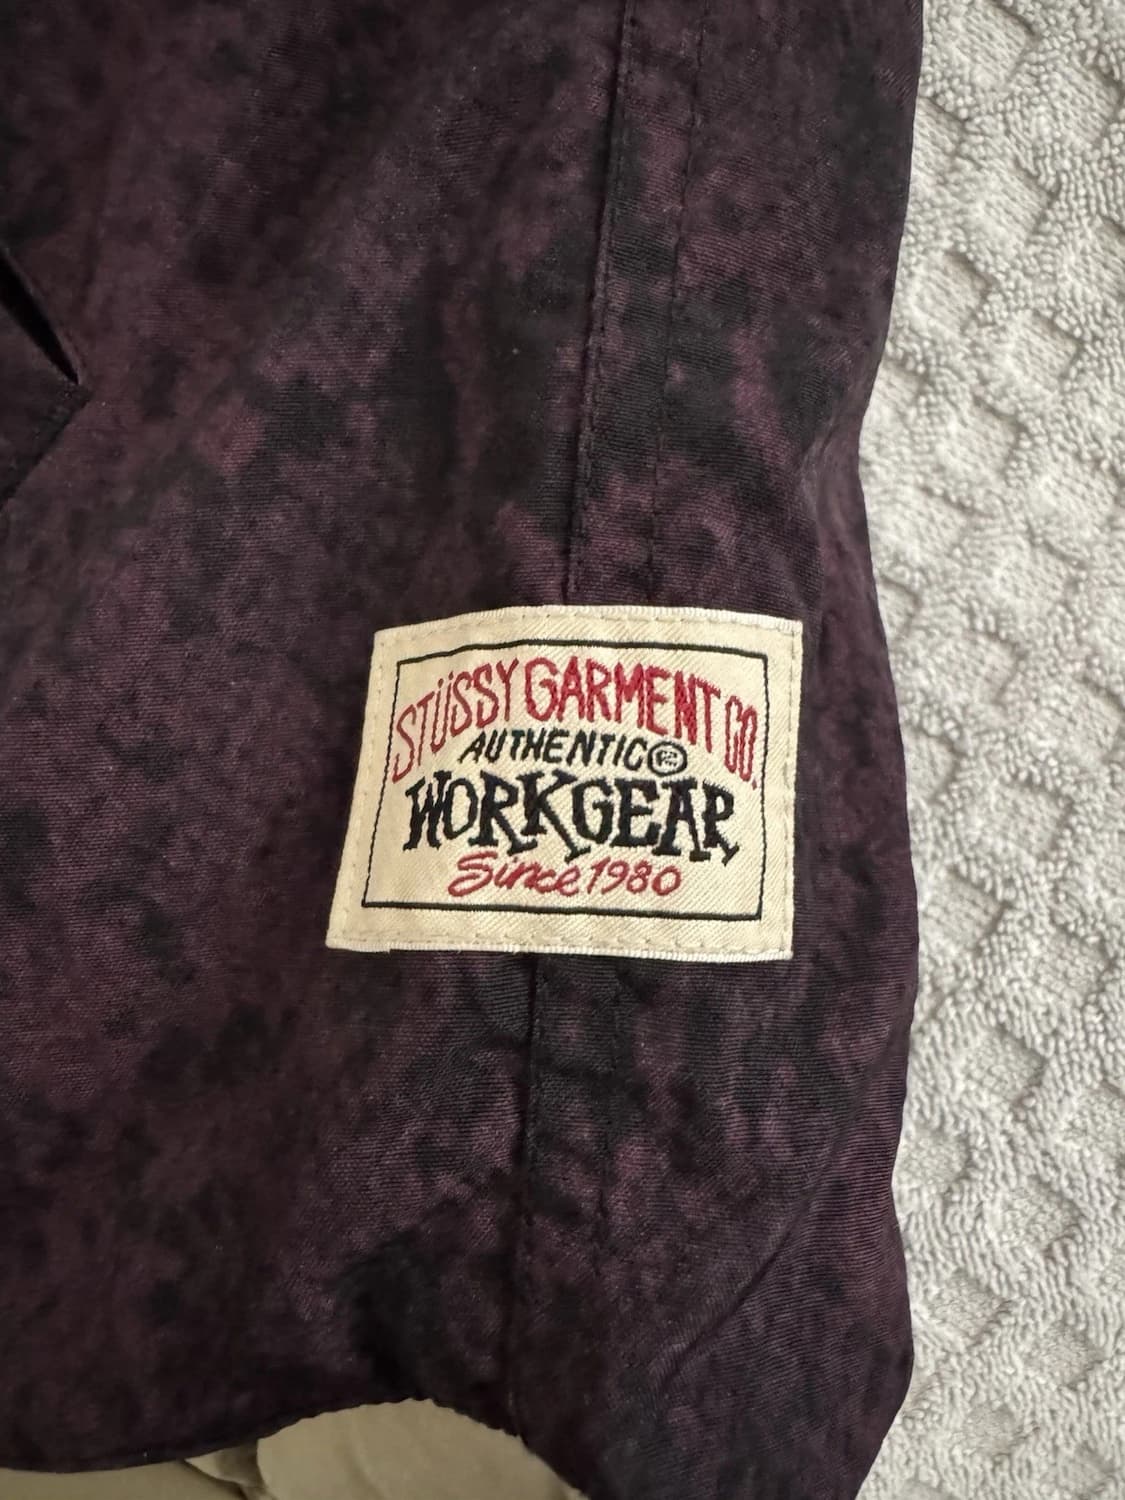 STÜSSY GARMENT CO.
AUTHENTIC®
WORKGEAR
Since 1980